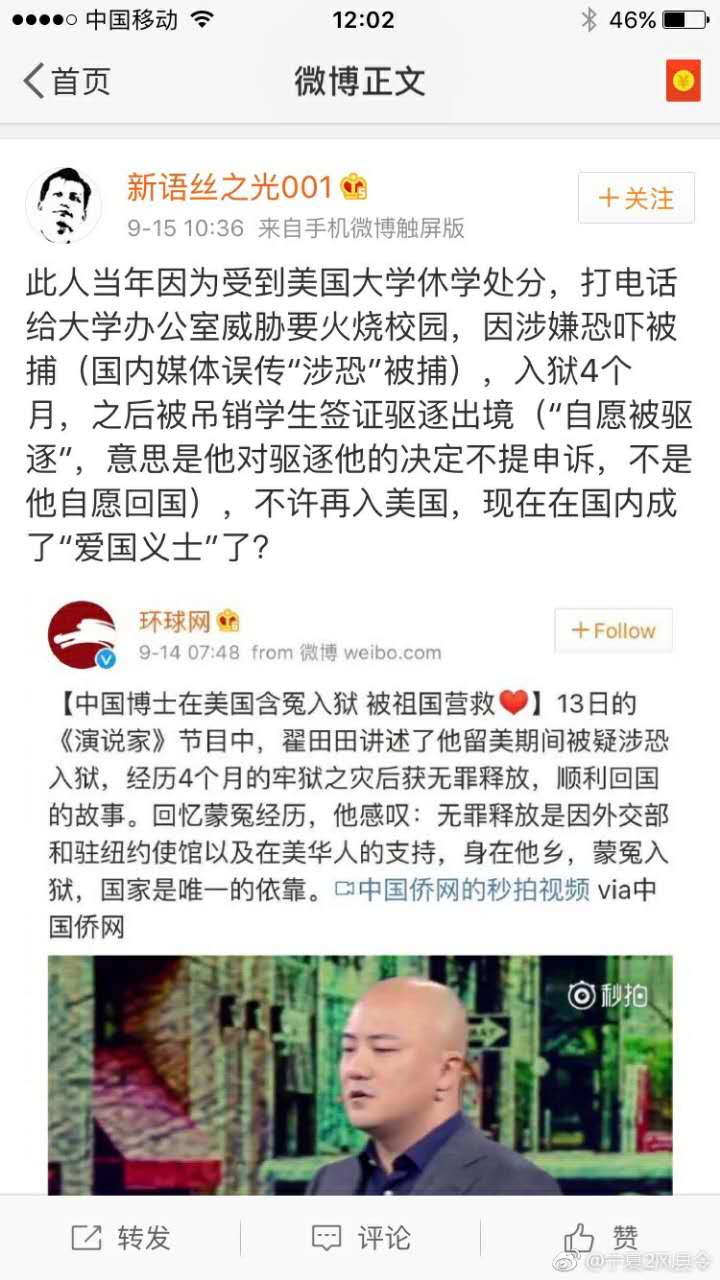 中国移动 12:02 46%
首页 微博正文
新语丝之光001
+关注
9-15 10:36 来自手机微博触屏版
此人当年因为受到美国大学休学处分，打电话
给大学办公室威胁要火烧校园，因涉嫌恐吓被
捕（国内媒体误传“涉恐”被捕），入狱4个
月，之后被吊销学生签证驱逐出境（“自愿被驱
逐”，意思是他对驱逐他的决定不提申诉，不是
他自愿回国），不许再入美国，现在在国内成
了“爱国义士”了？
环球网
+Follow
9-14 07:48 from 微博 weibo.com
【中国博士在美国含冤入狱 被祖国营救❤】13日的
《演说家》节目中，翟田田讲述了他留美期间被疑涉恐
入狱，经历4个月的牢狱之灾后获无罪释放，顺利回国
的故事。回忆蒙冤经历，他感叹：无罪释放是因外交部
和驻纽约使馆以及在美华人的支持，身在他乡，蒙冤入
狱，国家是唯一的依靠。中国侨网的秒拍视频 via中
国侨网
秒拍
转发 评论 赞